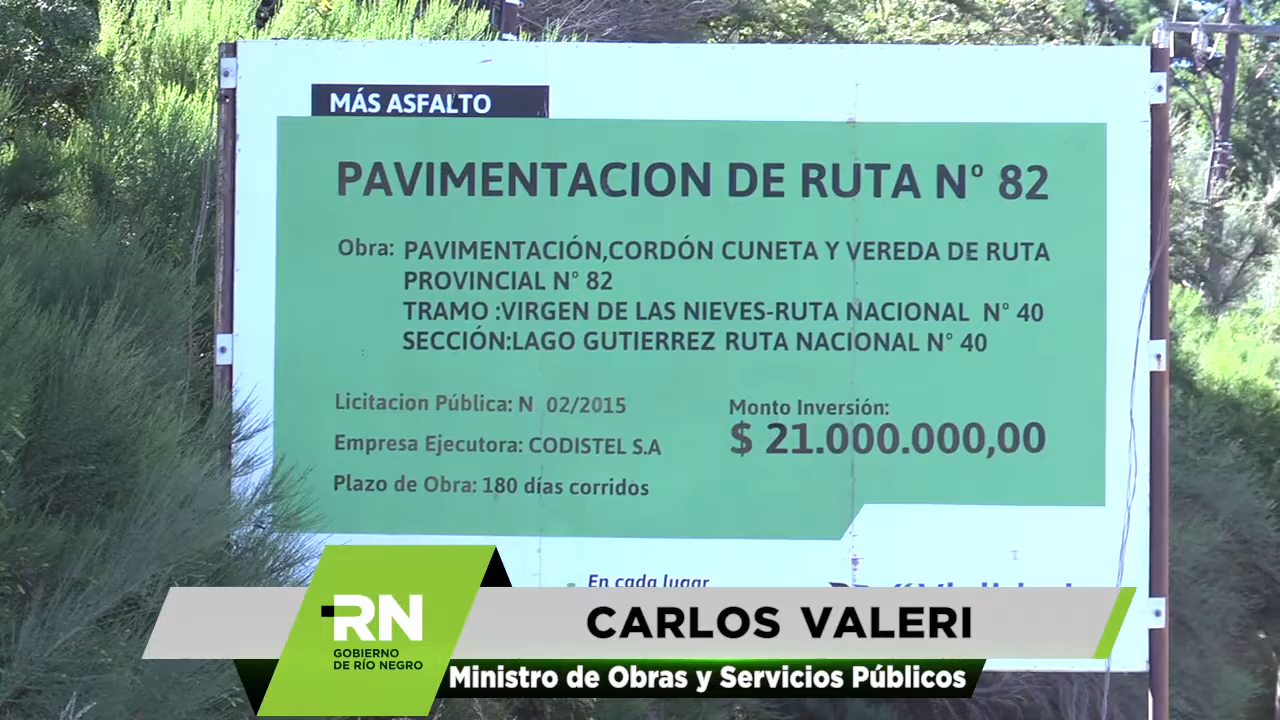 MÁS ASFALTO
PAVIMENTACION DE RUTA N° 82
Obra: PAVIMENTACIÓN,CORDÓN CUNETA Y VEREDA DE RUTA
PROVINCIAL N° 82
TRAMO :VIRGEN DE LAS NIEVES-RUTA NACIONAL N° 40
SECCIÓN:LAGO GUTIERREZ RUTA NACIONAL N° 40
Licitacion Pública: N 02/2015
Monto Inversión:
$ 21.000.000,00
Empresa Ejecutora: CODISTEL S.A
Plazo de Obra: 180 días corridos
En cada lugar
RN
GOBIERNO
DE RÍO NEGRO
CARLOS VALERI
Ministro de Obras y Servicios Públicos